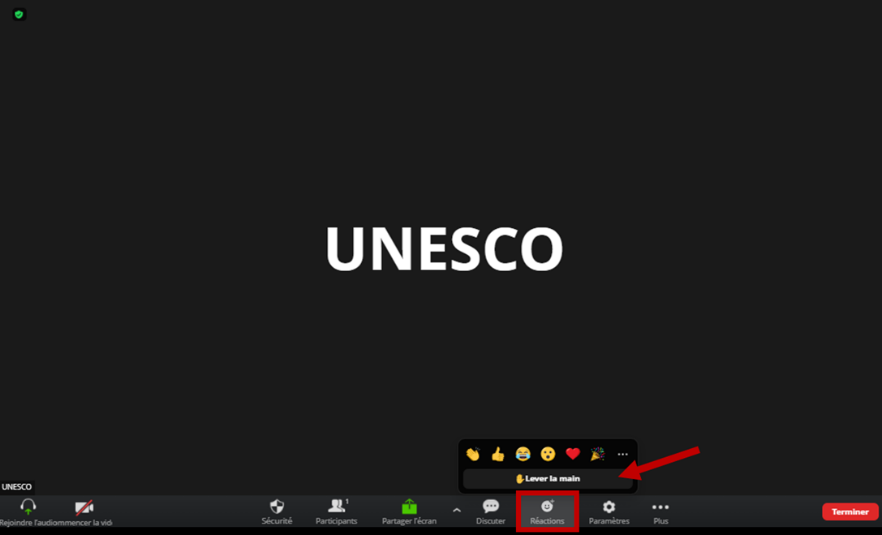 UNESCO
Lever la main
UNESCO
Rejoindre l'audio
mmencer la vid
Sécurité
Participants
1
Partager l'écran
Discuter
Réactions
Paramètres
Plus
Terminer